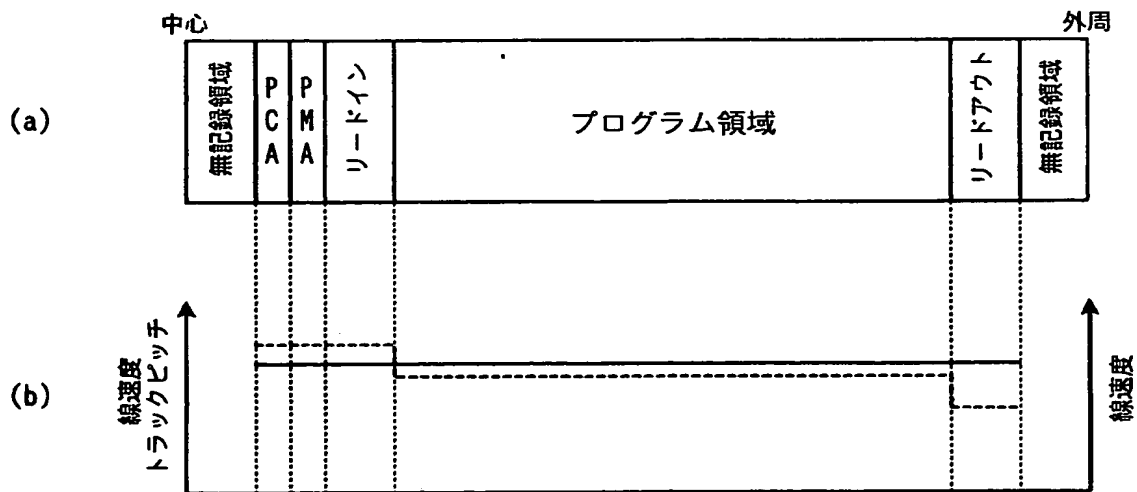 中心
外周
(a)
無記録領域
PCA
PMA
リードイン
プログラム領域
リードアウト
無記録領域
(b)
線速度
トラックピッチ
線速度